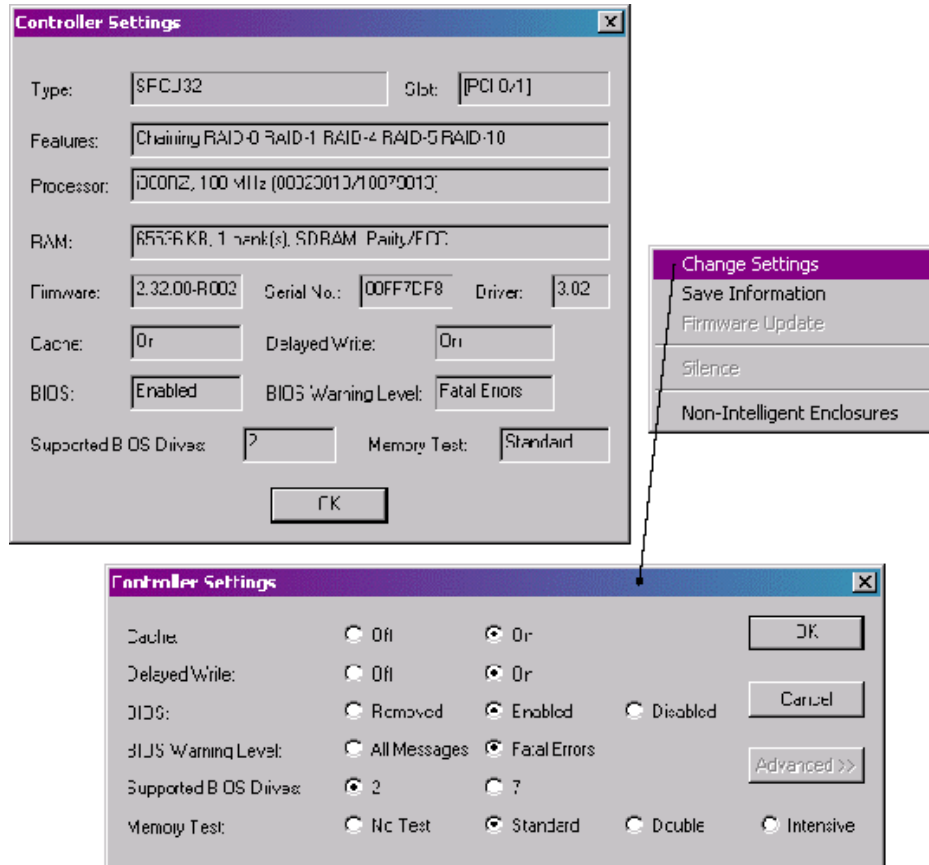 Controller Settings
Type: SRCU32 Slot: [PCI 0/1]
Features: Chaining RAID-0 RAID-1 RAID-4 RAID-5 RAID-10
Processor: 100 MHz
RAM: 65536 KB, 1 bank(s), SDRAM, Parity/ECC
Firmware: 2.32.00-R002 Serial No.: Driver: 3.02
Cache: On Delayed Write: On
BIOS: Enabled BIOS Warning Level: Fatal Errors
Supported BIOS Drives: 2 Memory Test: Standard
OK
Change Settings
Save Information
Firmware Update
Silence
Non-Intelligent Enclosures
Controller Settings
Cache: Off On OK
Delayed Write: Off On
BIOS: Removed Enabled Disabled Cancel
BIOS Warning Level: All Messages Fatal Errors
Supported BIOS Drives: 2 7 Advanced >>
Memory Test: No Test Standard Double Intensive